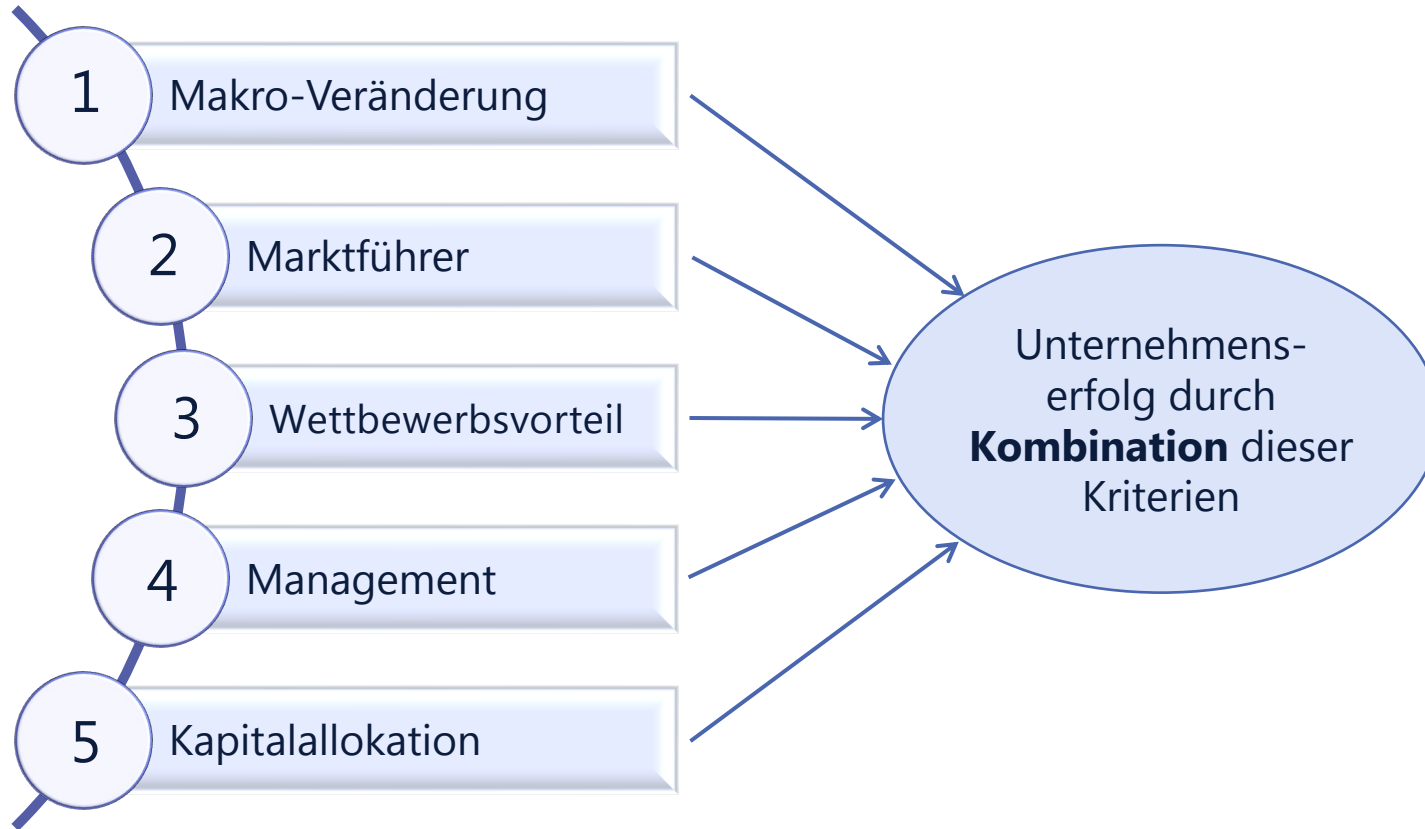 1
Makro-Veränderung
2
Marktführer
3
Wettbewerbsvorteil
4
Management
5
Kapitalallokation
Unternehmens-
erfolg durch
Kombination dieser
Kriterien